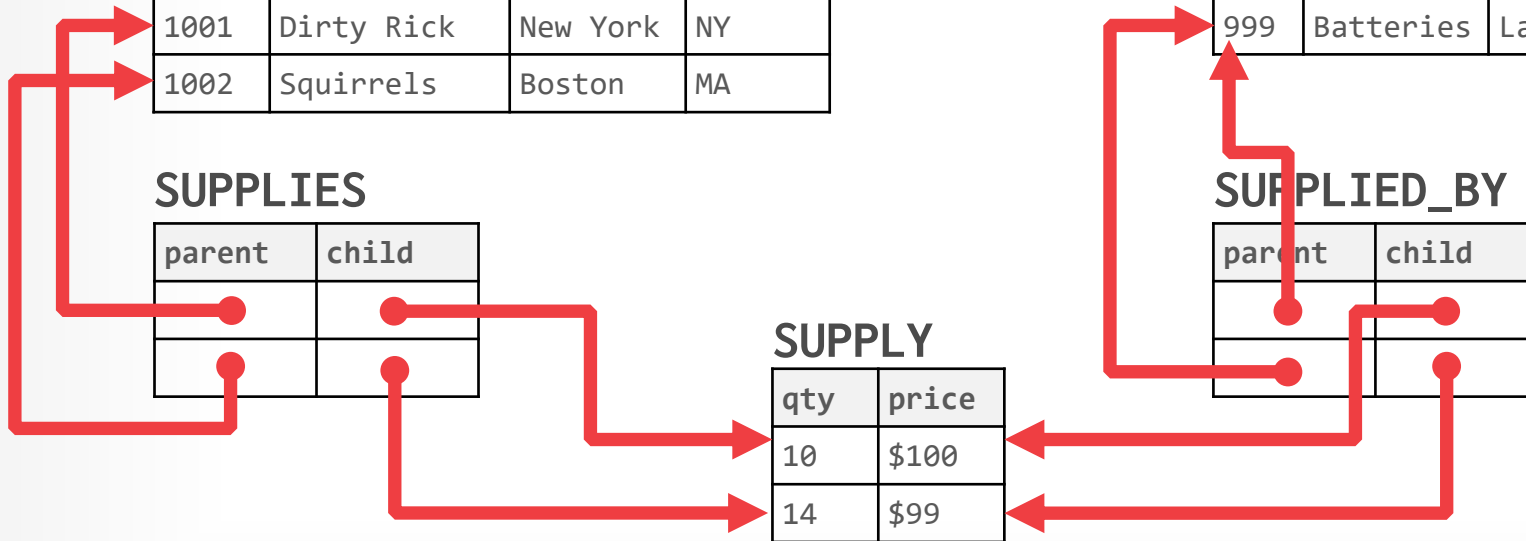 1001 Dirty Rick New York NY
1002 Squirrels Boston MA
999 Batteries
SUPPLIES
parent child
SUPPLIED_BY
parent child
SUPPLY
qty price
10 $100
14 $99